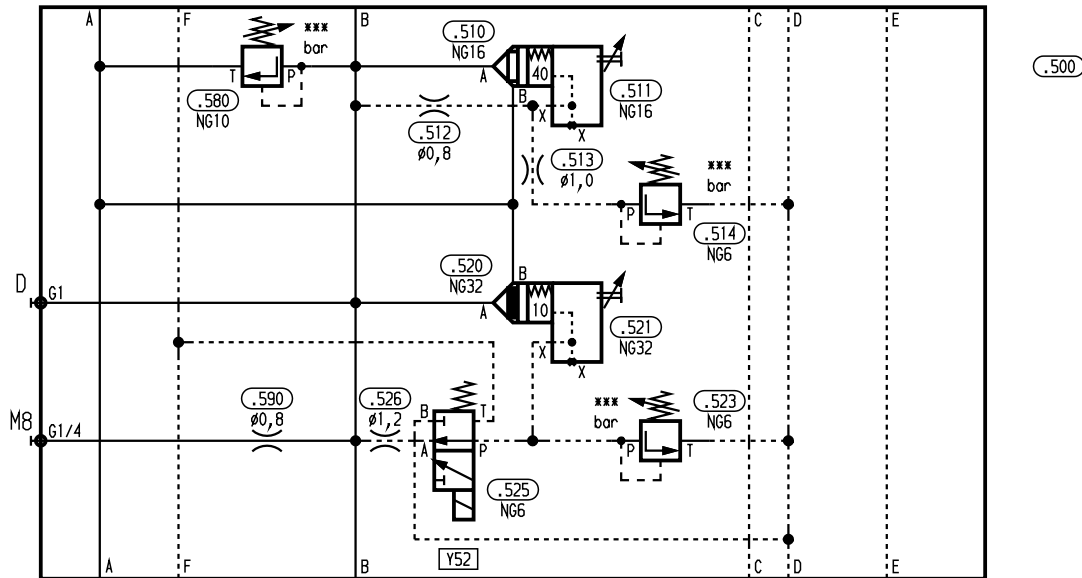 A F B C D E
.510
NG16
.500
***
bar
T P
.580
NG10
A
40
B
X
X
.511
NG16
.512
ø0,8
.513
ø1,0
***
bar
P T
.514
NG6
D
G1
.520
NG32
B
A
10
X
X
.521
NG32
M8
G1/4
.590
ø0,8
.526
ø1,2
B T
A P
***
bar
.523
NG6
P T
.525
NG6
Y52
A F B C D E